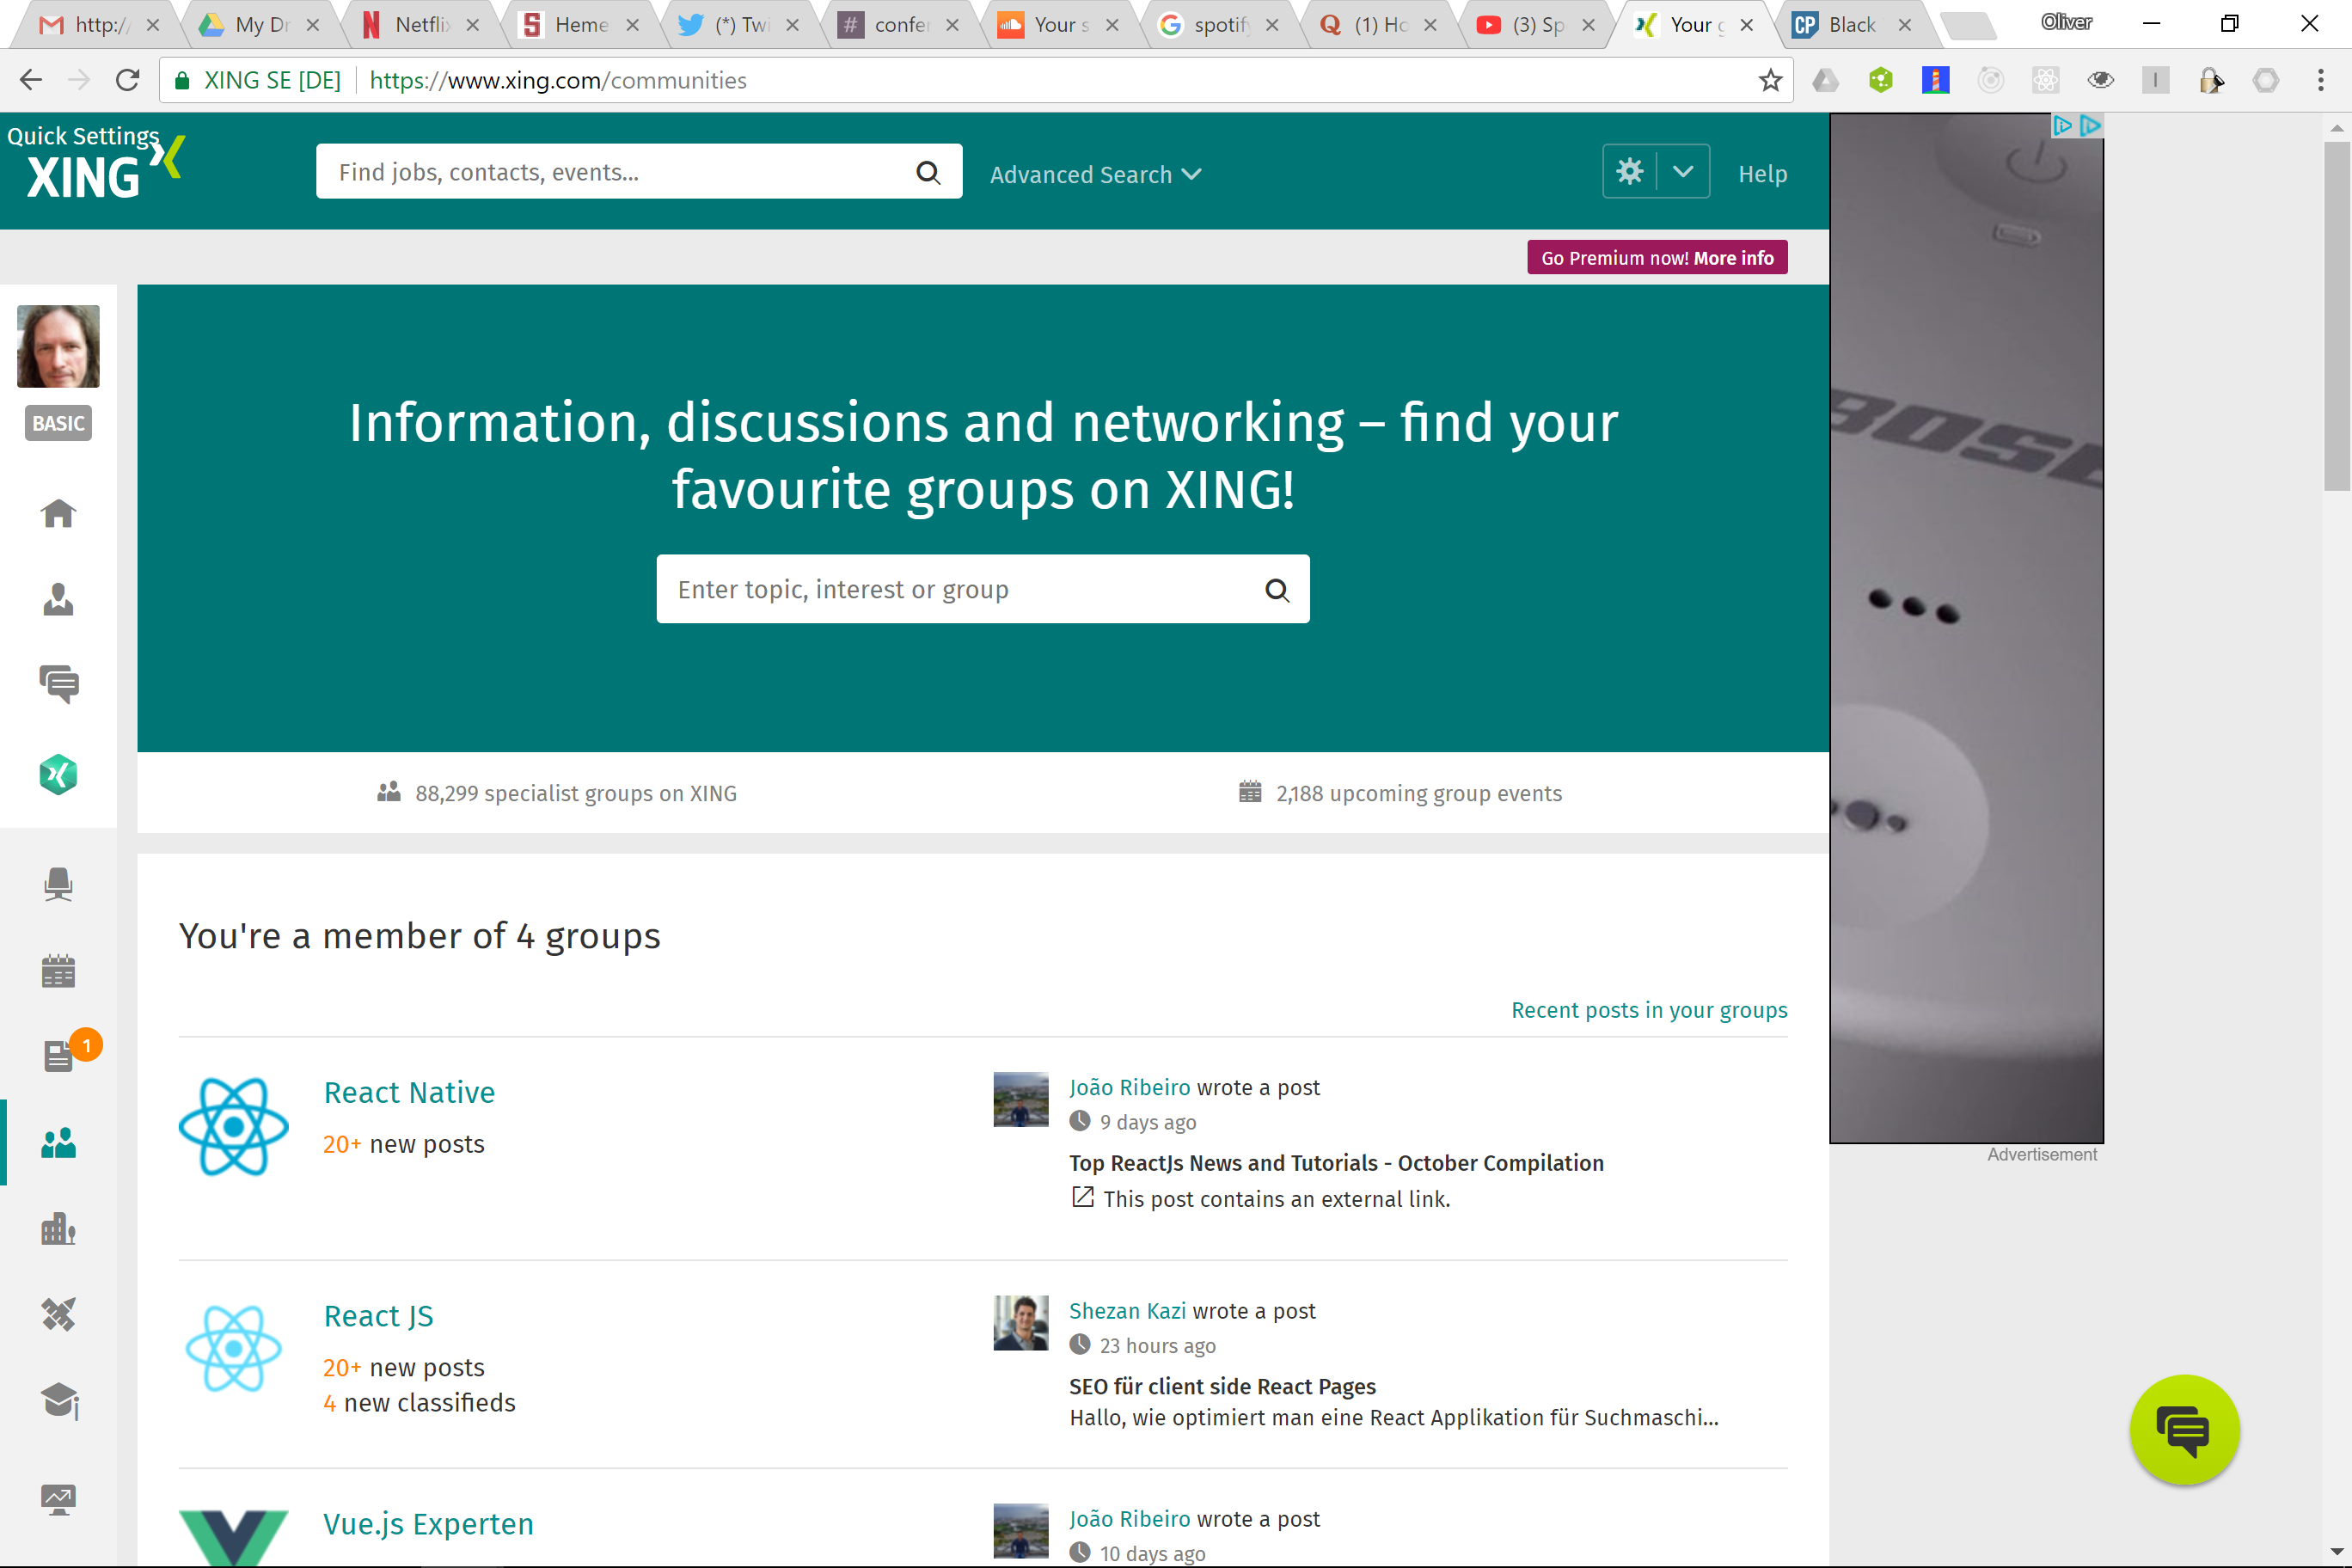 http:/
My Dr
Netflix
Heme
(*) Twi
confer
Your s
spotify
(1) Ho
(3) Sp
Your g
CP Black
Oliver
XING SE [DE] https://www.xing.com/communities
Quick Settings
XING
Find jobs, contacts, events...
Advanced Search
Help
Go Premium now! More info
BASIC
Information, discussions and networking – find your
favourite groups on XING!
Enter topic, interest or group
88,299 specialist groups on XING
2,188 upcoming group events
BOSE
You're a member of 4 groups
Recent posts in your groups
1
React Native
20+ new posts
João Ribeiro wrote a post
9 days ago
Top ReactJs News and Tutorials - October Compilation
This post contains an external link.
Advertisement
React JS
20+ new posts
4 new classifieds
Shezan Kazi wrote a post
23 hours ago
SEO für client side React Pages
Hallo, wie optimiert man eine React Applikation für Suchmaschi...
Vue.js Experten
João Ribeiro wrote a post
10 days ago